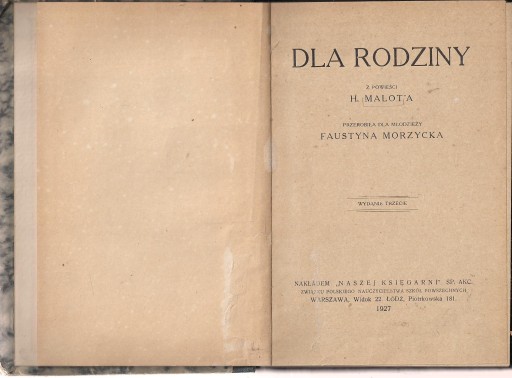 DLA RODZINY
Z POWIEŚCI
H. MALOT'A
PRZEROBIŁA DLA MŁODZIEŻY
FAUSTYNA MORZYCKA
WYDANIE TRZECIE
NAKŁADEM „NASZEJ KSIĘGARNI" SP. AKC.
ZWIĄZKU POLSKIEGO NAUCZYCIELSTWA SZKÓŁ POWSZECHNYCH
WARSZAWA, Widok 22. ŁÓDŹ, Piotrkowska 181.
1927